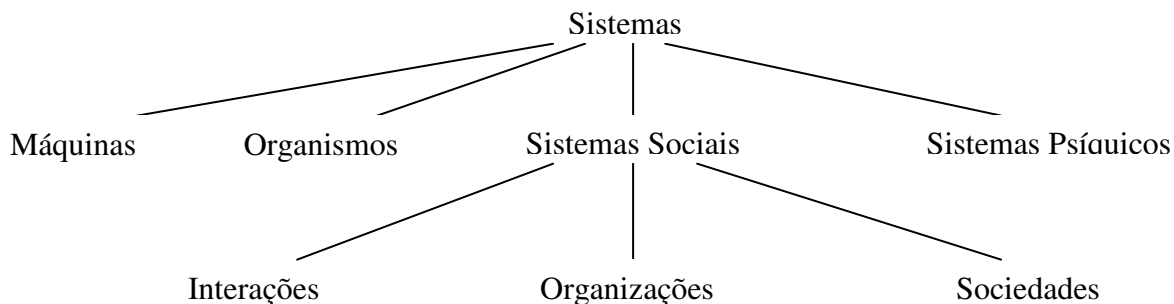 Sistemas
Máquinas Organismos Sistemas Sociais Sistemas Psíquicos
Interações Organizações Sociedades